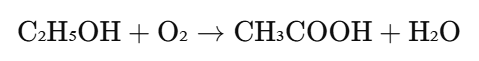 C₂H₅OH + O₂ → CH₃COOH + H₂O